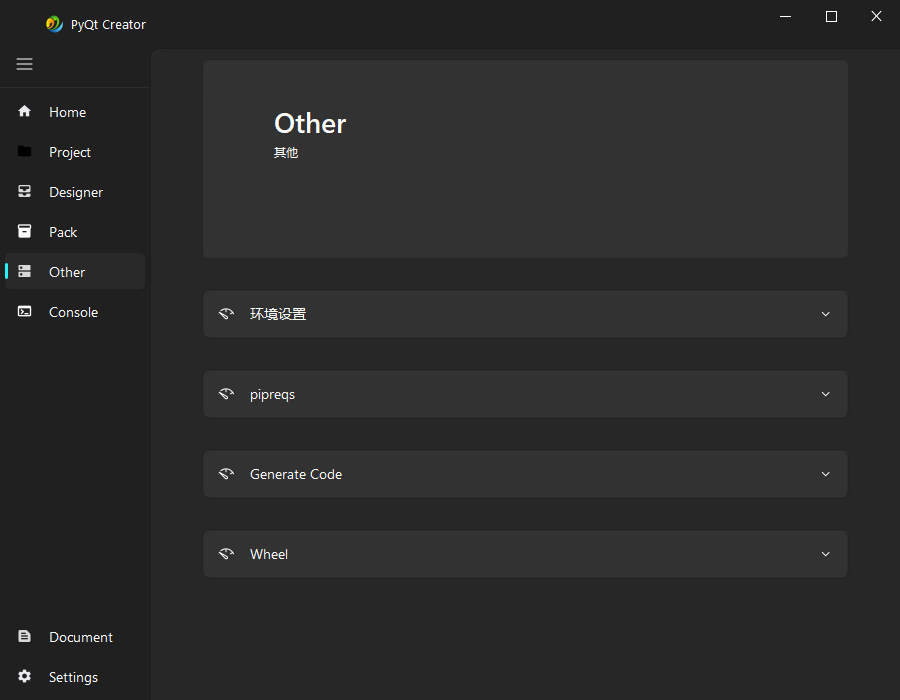 PyQt Creator
Home
Project
Designer
Pack
Other
Console
Document
Settings
Other
其他
环境设置
pipreqs
Generate Code
Wheel